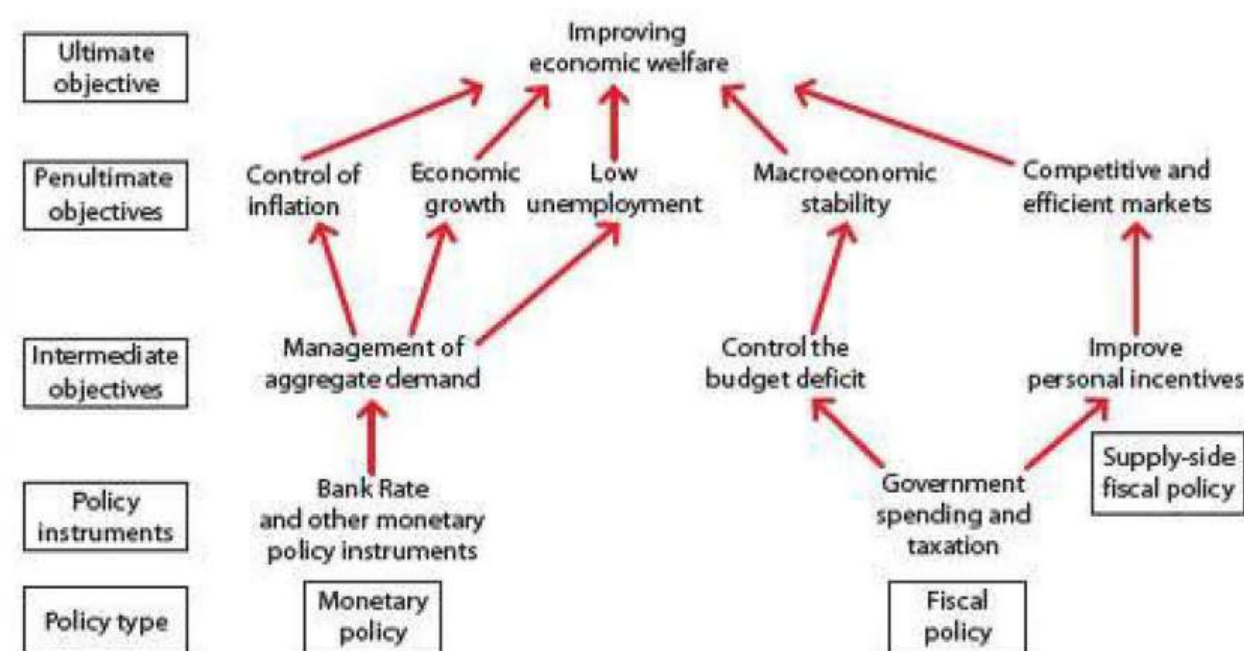 Ultimate
objective
Improving
economic welfare
Penultimate
objectives
Control of
inflation
Economic
growth
Low
unemployment
Macroeconomic
stability
Competitive and
efficient markets
Intermediate
objectives
Management of
aggregate demand
Control the
budget deficit
Improve
personal incentives
Policy
instruments
Bank Rate
and other monetary
policy instruments
Government
spending and
taxation
Supply-side
fiscal policy
Policy type
Monetary
policy
Fiscal
policy